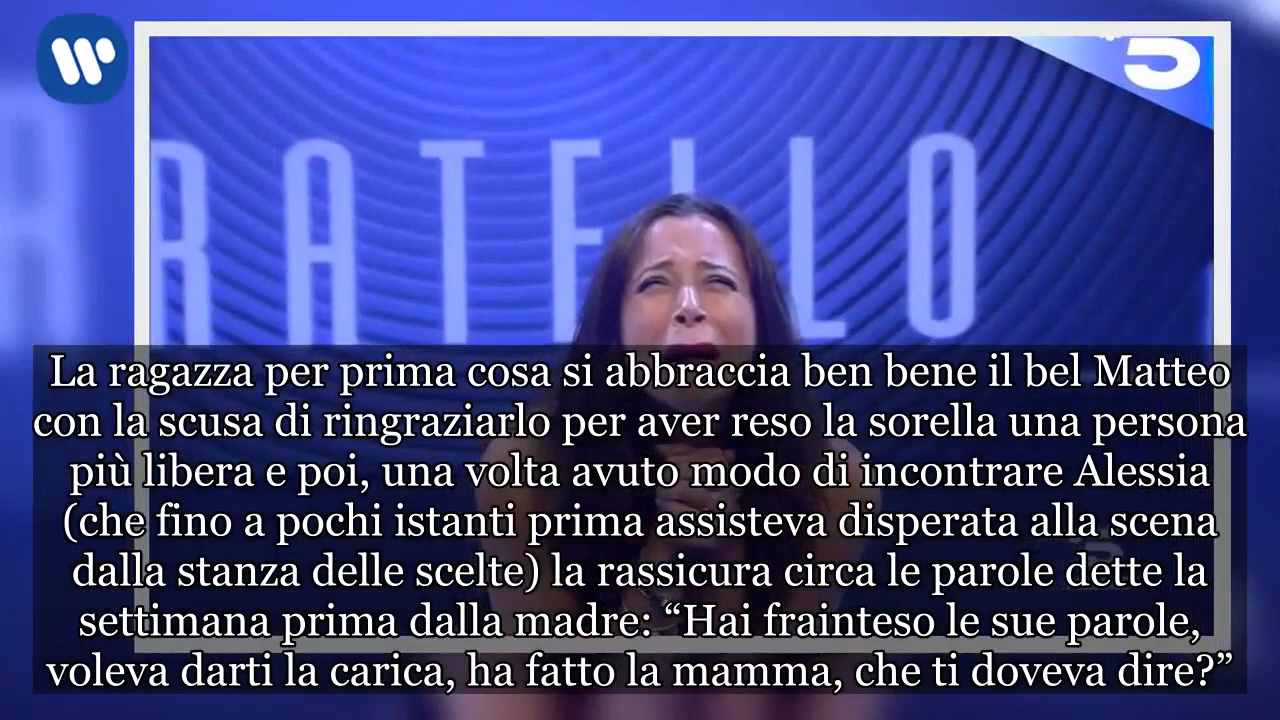 RATELLO
5
La ragazza per prima cosa si abbraccia ben bene il bel Matteo
con la scusa di ringraziarlo per aver reso la sorella una persona
più libera e poi, una volta avuto modo di incontrare Alessia
(che fino a pochi istanti prima assisteva disperata alla scena
dalla stanza delle scelte) la rassicura circa le parole dette la
settimana prima dalla madre: “Hai frainteso le sue parole,
voleva darti la carica, ha fatto la mamma, che ti doveva dire?”